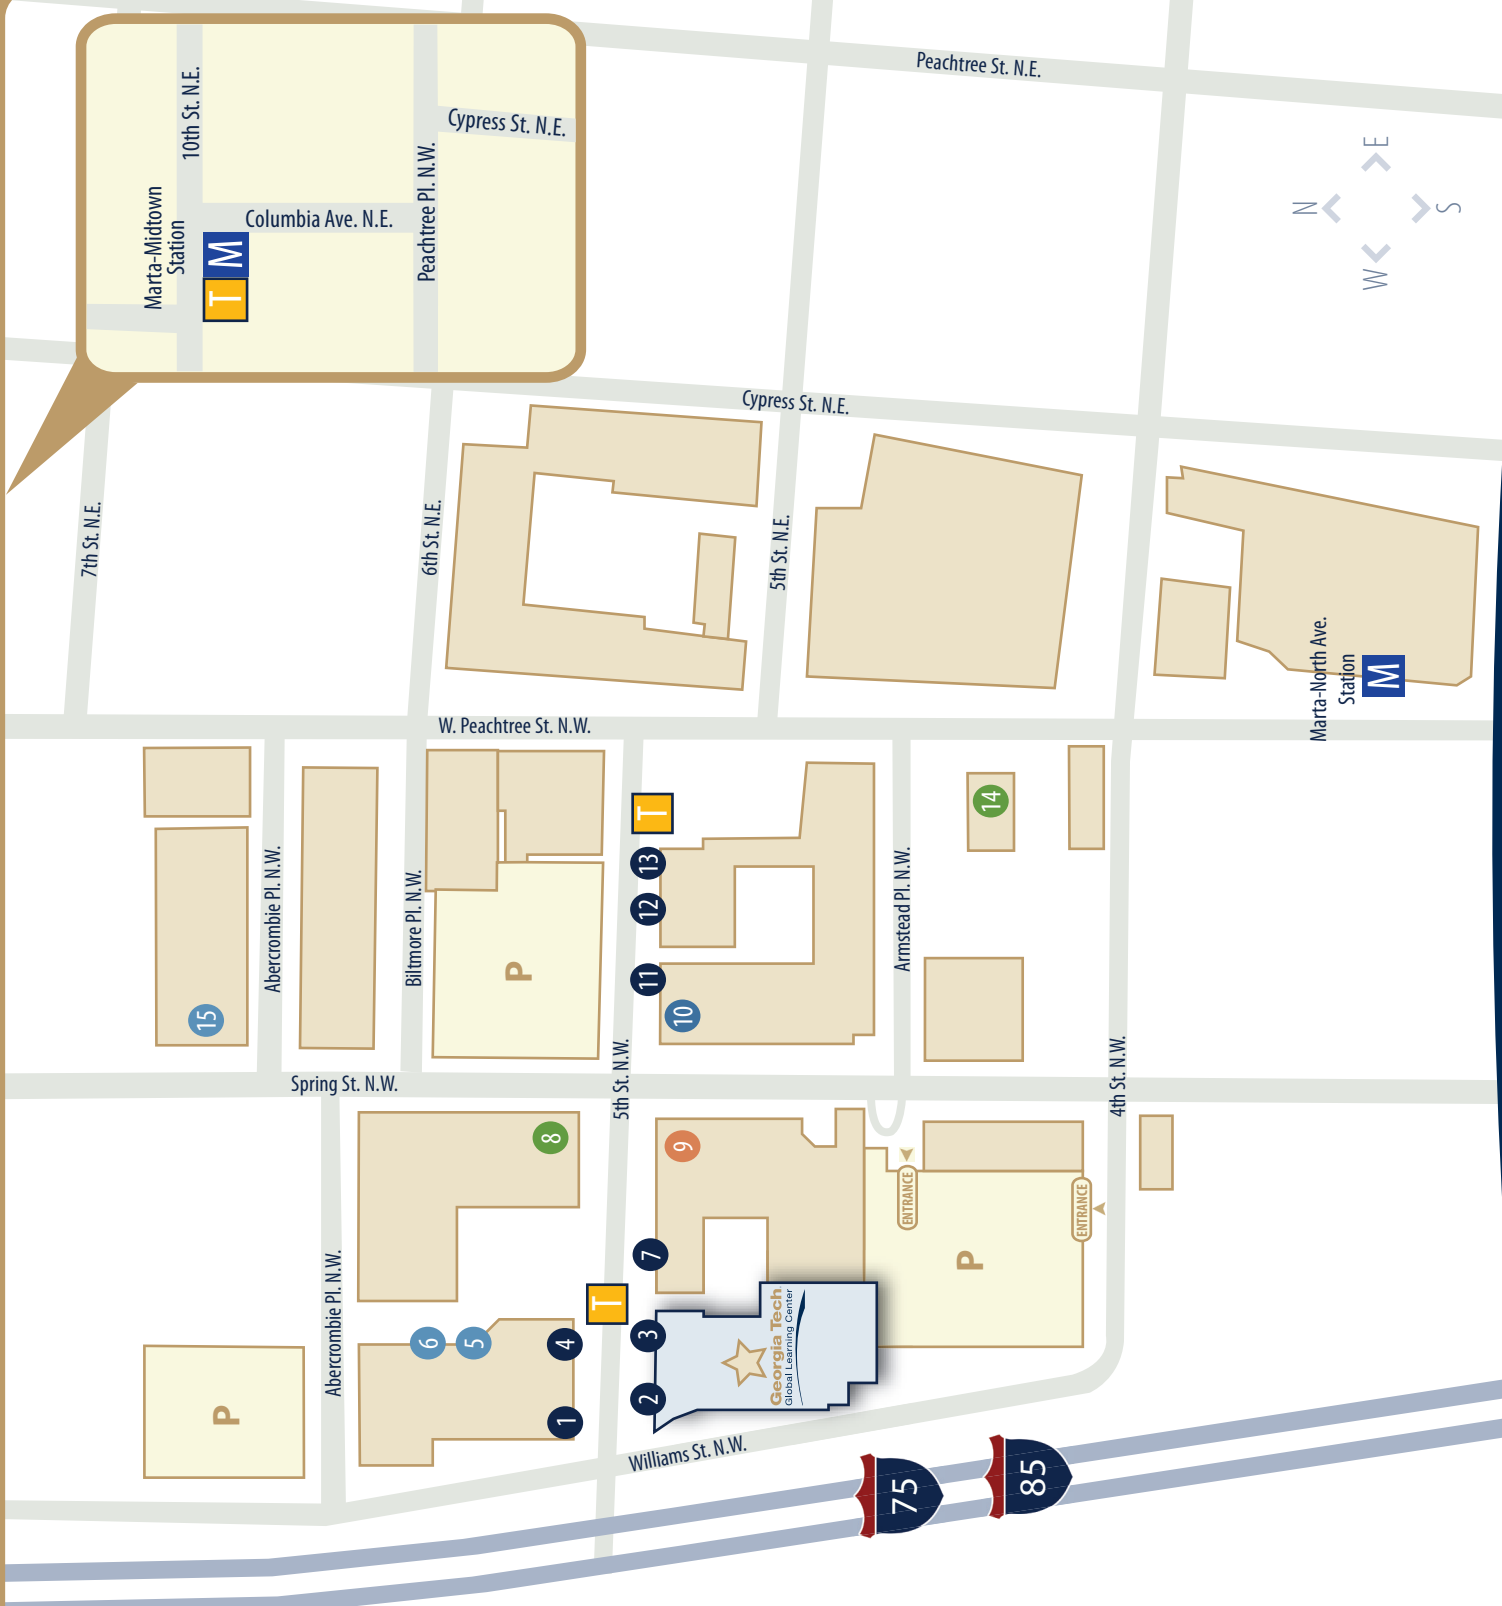 Peachtree St. N.E.
10th St. N.E.
Cypress St. N.E.
Marta-Midtown
Station
M
T
Columbia Ave. N.E.
Peachtree Pl. N.W.
N
E
S
W
Cypress St. N.E.
7th St. N.E.
6th St. N.E.
5th St. N.E.
Marta-North Ave.
Station
M
W. Peachtree St. N.W.
T
13
12
11
10
14
15
Abercrombie Pl. N.W.
Biltmore Pl. N.W.
P
Armstead Pl. N.W.
Spring St. N.W.
5th St. N.W.
4th St. N.W.
8
9
7
ENTRANCE
ENTRANCE
P
Abercrombie Pl. N.W.
T
6
5
4
3
2
1
P
Georgia Tech
Global Learning Center
Williams St. N.W.
75
85